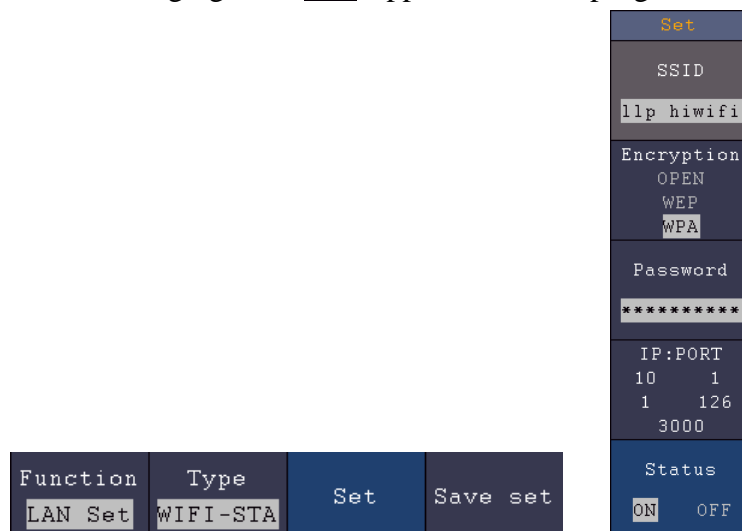 Set
SSID
llp hiwifi
Encryption
OPEN
WEP
WPA
Password
**********
IP:PORT
10 1
1 126
3000
Status
ON OFF
Function Type Set Save set
LAN Set WIFI-STA